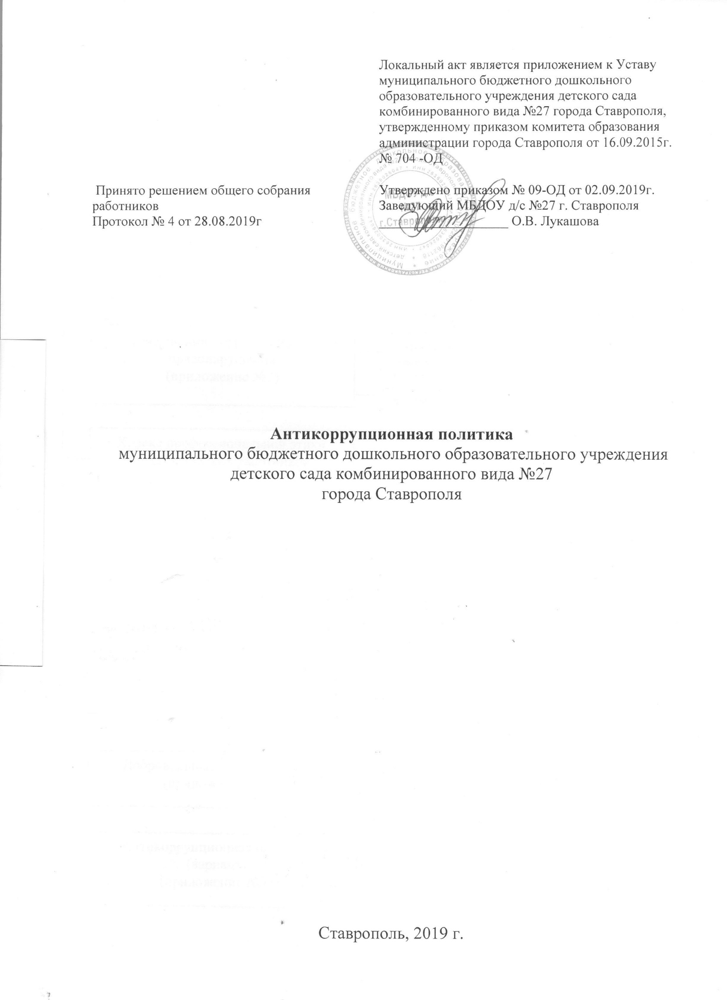 Локальный акт является приложением к Уставу
муниципального бюджетного дошкольного
образовательного учреждения детского сада
комбинированного вида №27 города Ставрополя,
утвержденному приказом комитета образования
администрации города Ставрополя от 16.09.2015г.
№ 704 -ОД
Принято решением общего собрания
работников
Протокол № 4 от 28.08.2019г
Утверждено приказом № 09-ОД от 02.09.2019г.
Заведующий МБДОУ д/с №27 г. Ставрополя
О.В. Лукашова
МБДОУ д/с
№27
г.Ставрополя
Антикоррупционная политика
муниципального бюджетного дошкольного образовательного учреждения
детского сада комбинированного вида №27
города Ставрополя
Ставрополь, 2019 г.